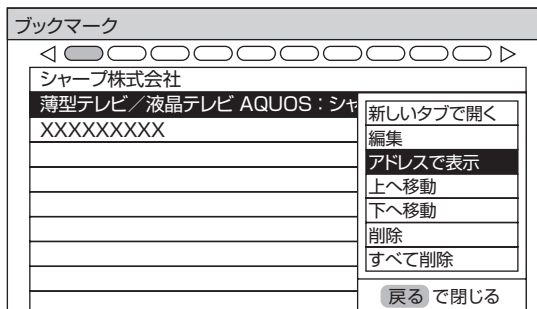 ブックマーク
シャープ株式会社
薄型テレビ／液晶テレビ AQUOS：シャ
XXXXXXXXX
新しいタブで開く
編集
アドレスで表示
上へ移動
下へ移動
削除
すべて削除
戻る で閉じる